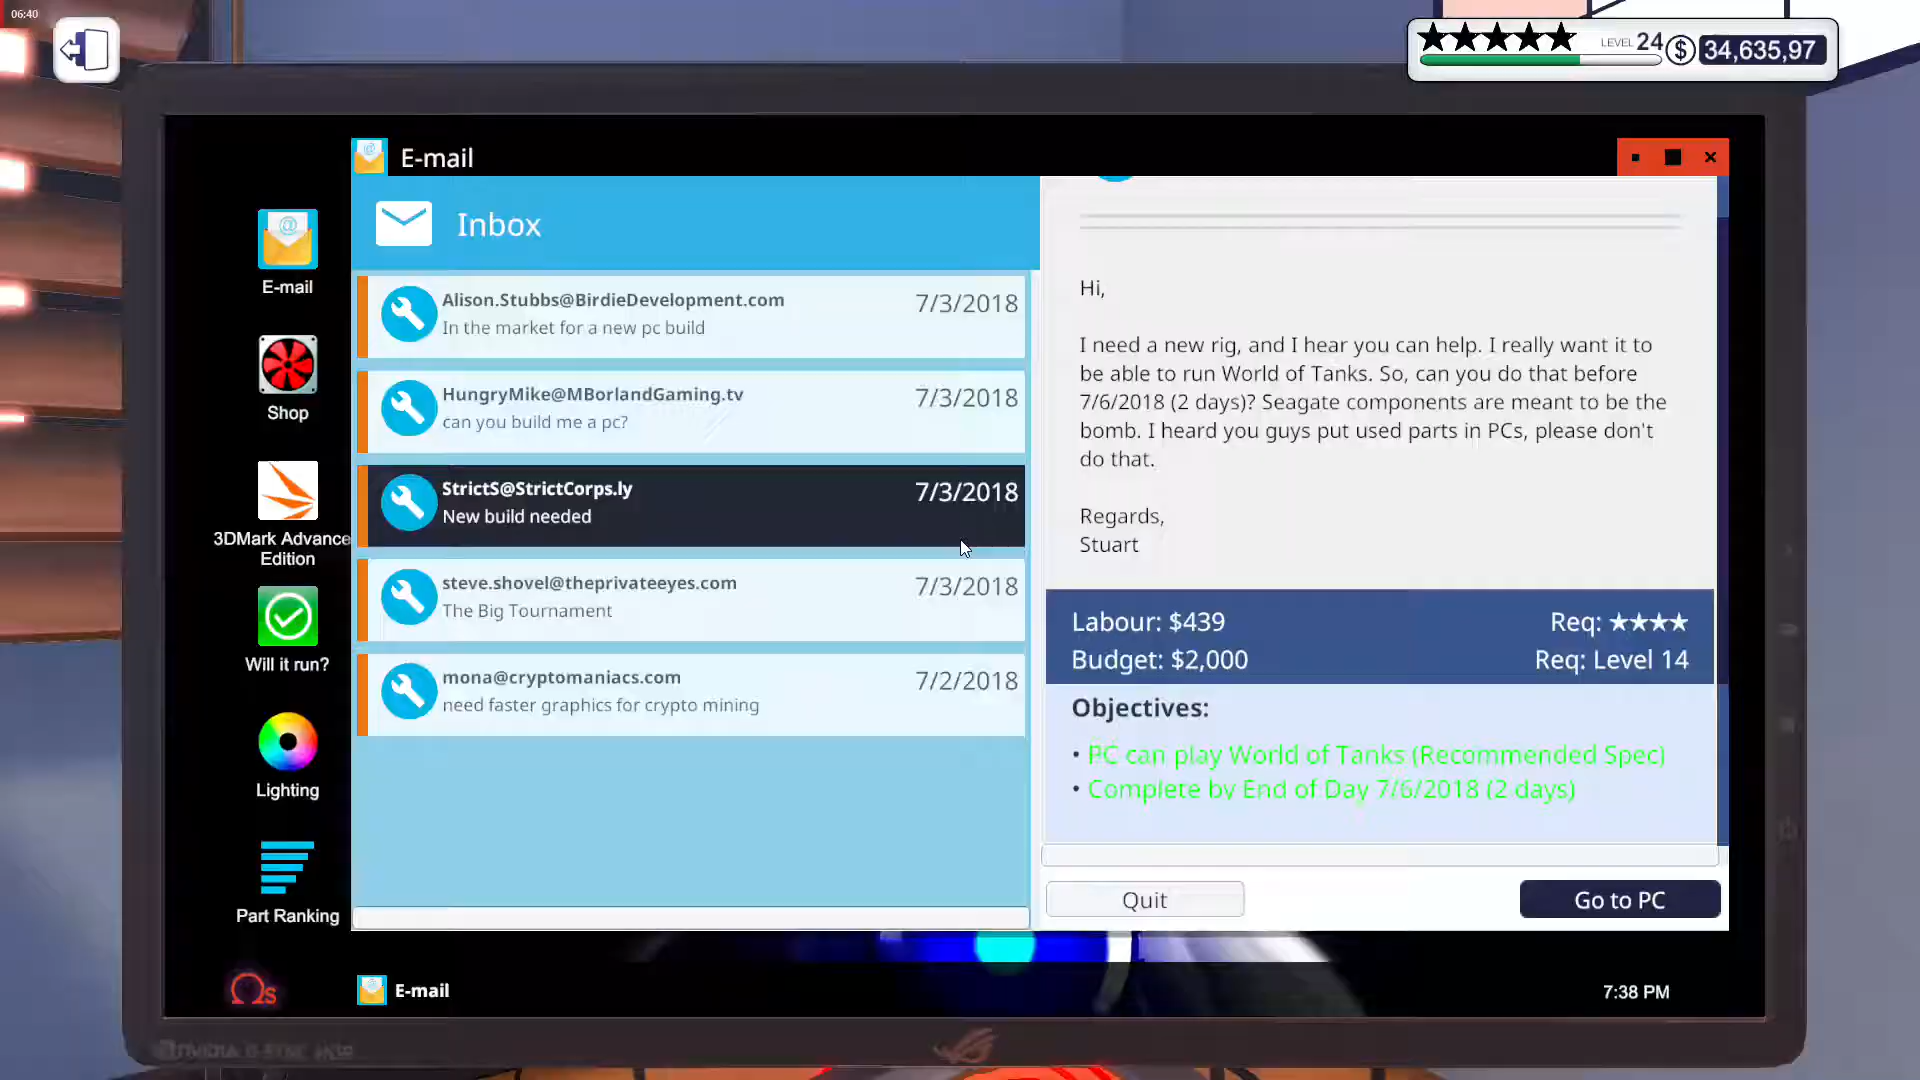 06:40
LEVEL 24
$ 34,635,97
E-mail
Inbox
Alison.Stubbs@BirdieDevelopment.com
7/3/2018
In the market for a new pc build
HungryMike@MBorlandGaming.tv
7/3/2018
can you build me a pc?
StrictS@StrictCorps.ly
7/3/2018
New build needed
steve.shovel@theprivateeyes.com
7/3/2018
The Big Tournament
mona@cryptomaniacs.com
7/2/2018
need faster graphics for crypto mining
E-mail
Shop
3DMark Advance
Edition
Will it run?
Lighting
Part Ranking
Hi,
I need a new rig, and I hear you can help. I really want it to
be able to run World of Tanks. So, can you do that before
7/6/2018 (2 days)? Seagate components are meant to be the
bomb. I heard you guys put used parts in PCs, please don't
do that.
Regards,
Stuart
Labour: $439
Req: ★★★★
Budget: $2,000
Req: Level 14
Objectives:
• PC can play World of Tanks (Recommended Spec)
• Complete by End of Day 7/6/2018 (2 days)
Quit
Go to PC
Ωs
E-mail
7:38 PM